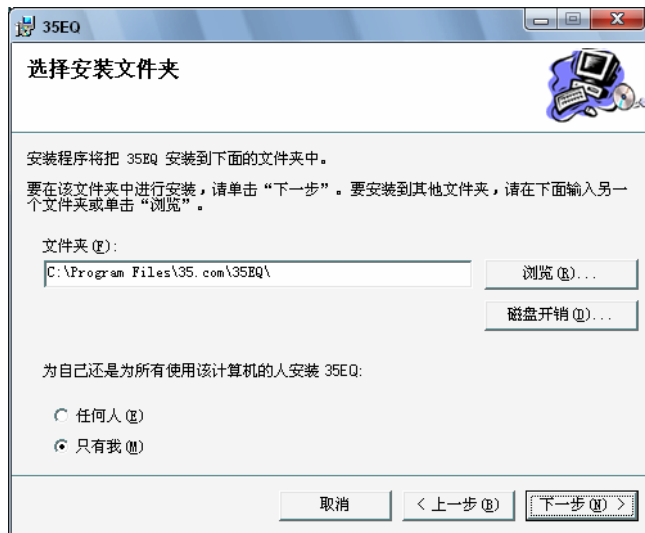 35EQ
选择安装文件夹
安装程序将把 35EQ 安装到下面的文件夹中。
要在该文件夹中进行安装，请单击“下一步”。要安装到其他文件夹，请在下面输入另一
个文件夹或单击“浏览”。
文件夹(F):
C:\Program Files\35.com\35EQ\
浏览(R)...
磁盘开销(D)...
为自己还是为所有使用该计算机的人安装 35EQ:
任何人(E)
只有我(M)
取消
< 上一步(B)
下一步(N) >